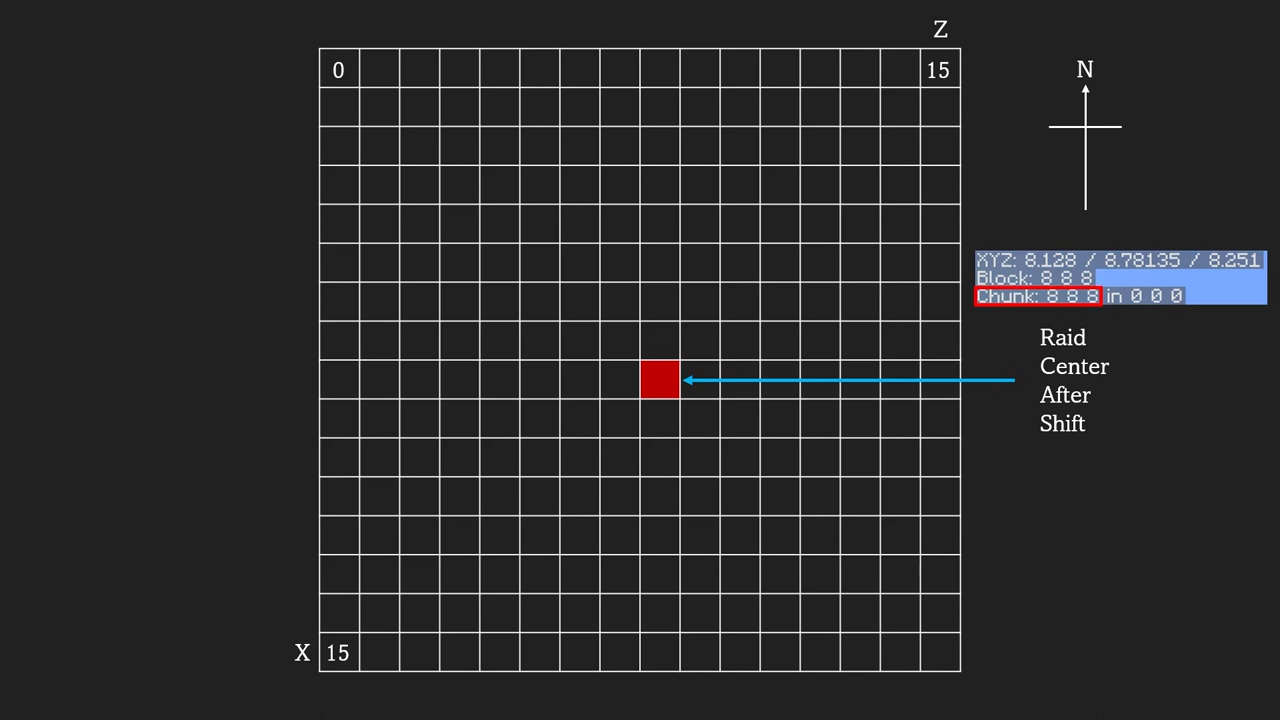 Z
0
15
N
XYZ: 8.128 / 8.78135 / 8.251
Block: 8 8 8
Chunk: 8 8 8 in 0 0 0
Raid
Center
After
Shift
X
15